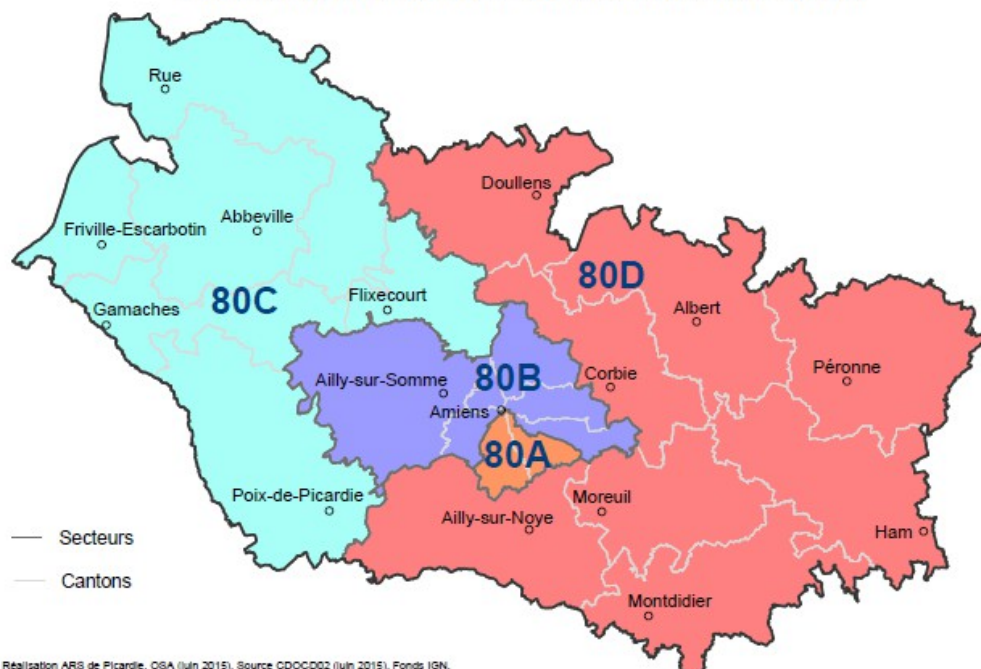 Rue
Doullens
Abbeville
Friville-Escarbotin
80D
80C
Flixecourt
Gamaches
Albert
Ailly-sur-Somme
80B
Corbie
Péronne
Amiens
80A
Poix-de-Picardie
Moreuil
Ailly-sur-Noye
Ham
Secteurs
Cantons
Montdidier
Réalisation ARS de Picardie, OSA (juin 2015). Source CDOCD02 (juin 2015). Fonds IGN.